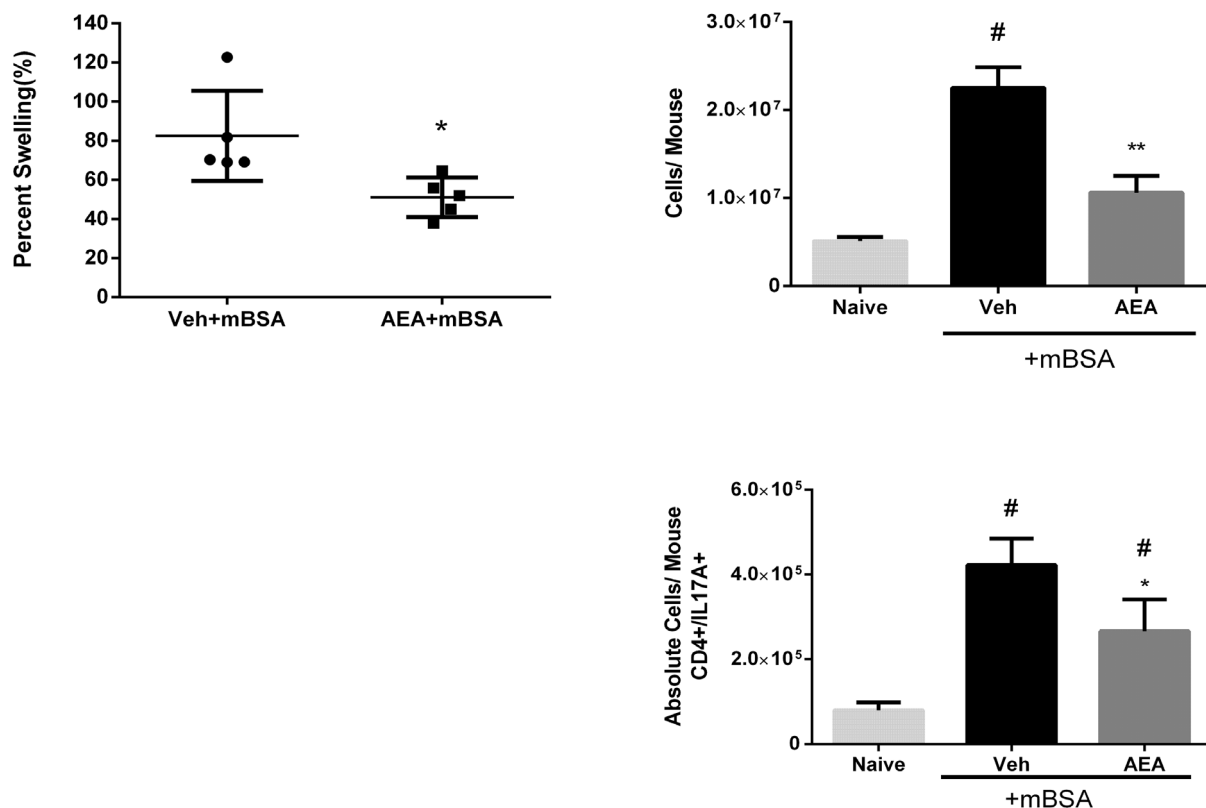 Percent Swelling(%)
140
120
100
80
60
40
20
0
*
Veh+mBSA AEA+mBSA
Cells/ Mouse
3.0×10⁷
2.0×10⁷
1.0×10⁷
0
#
**
Naive Veh AEA
+mBSA
Absolute Cells/ Mouse
CD4+/IL17A+
6.0×10⁵
4.0×10⁵
2.0×10⁵
0
#
#
*
Naive Veh AEA
+mBSA